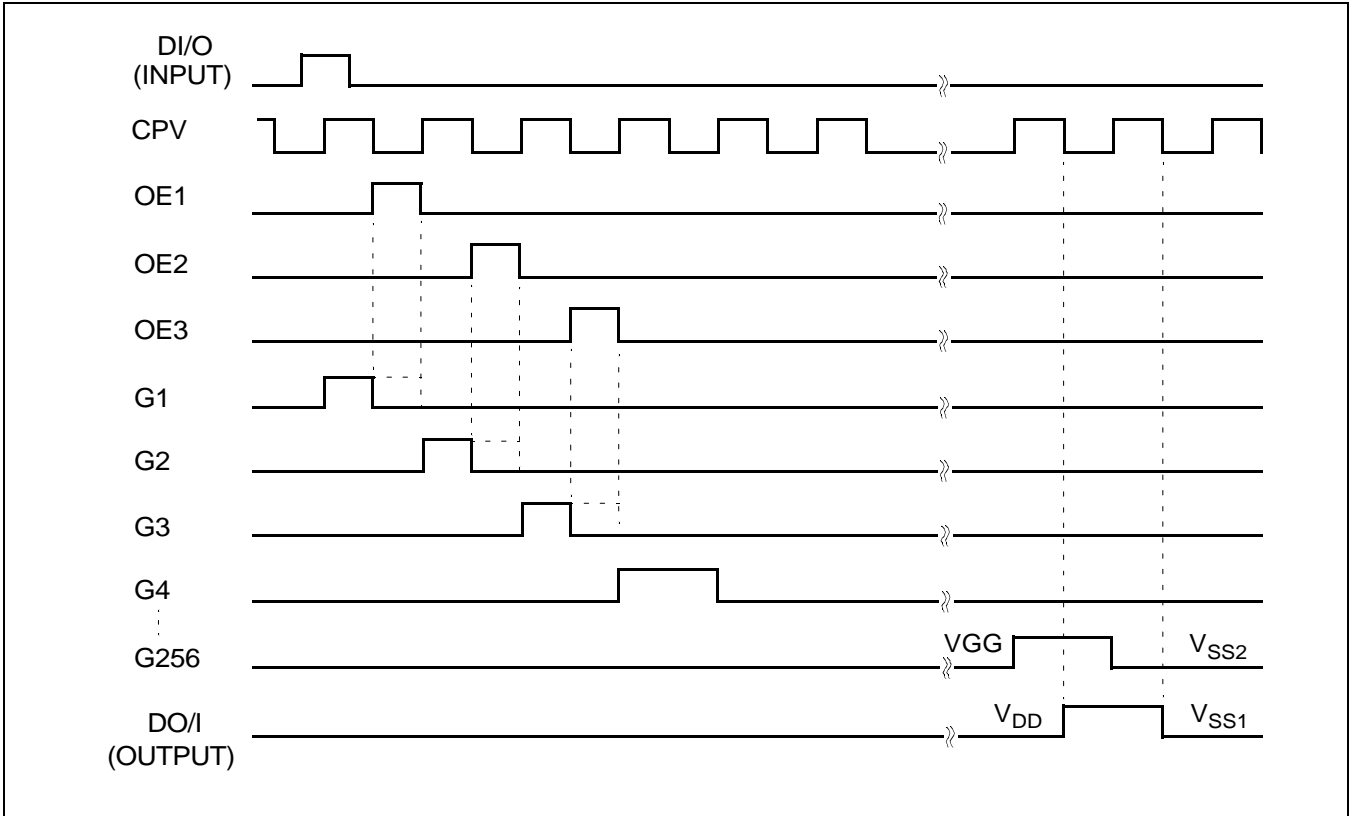 DI/O
(INPUT)
CPV
OE1
OE2
OE3
G1
G2
G3
G4
G256
VGG
VSS2
DO/I
(OUTPUT)
VDD
VSS1